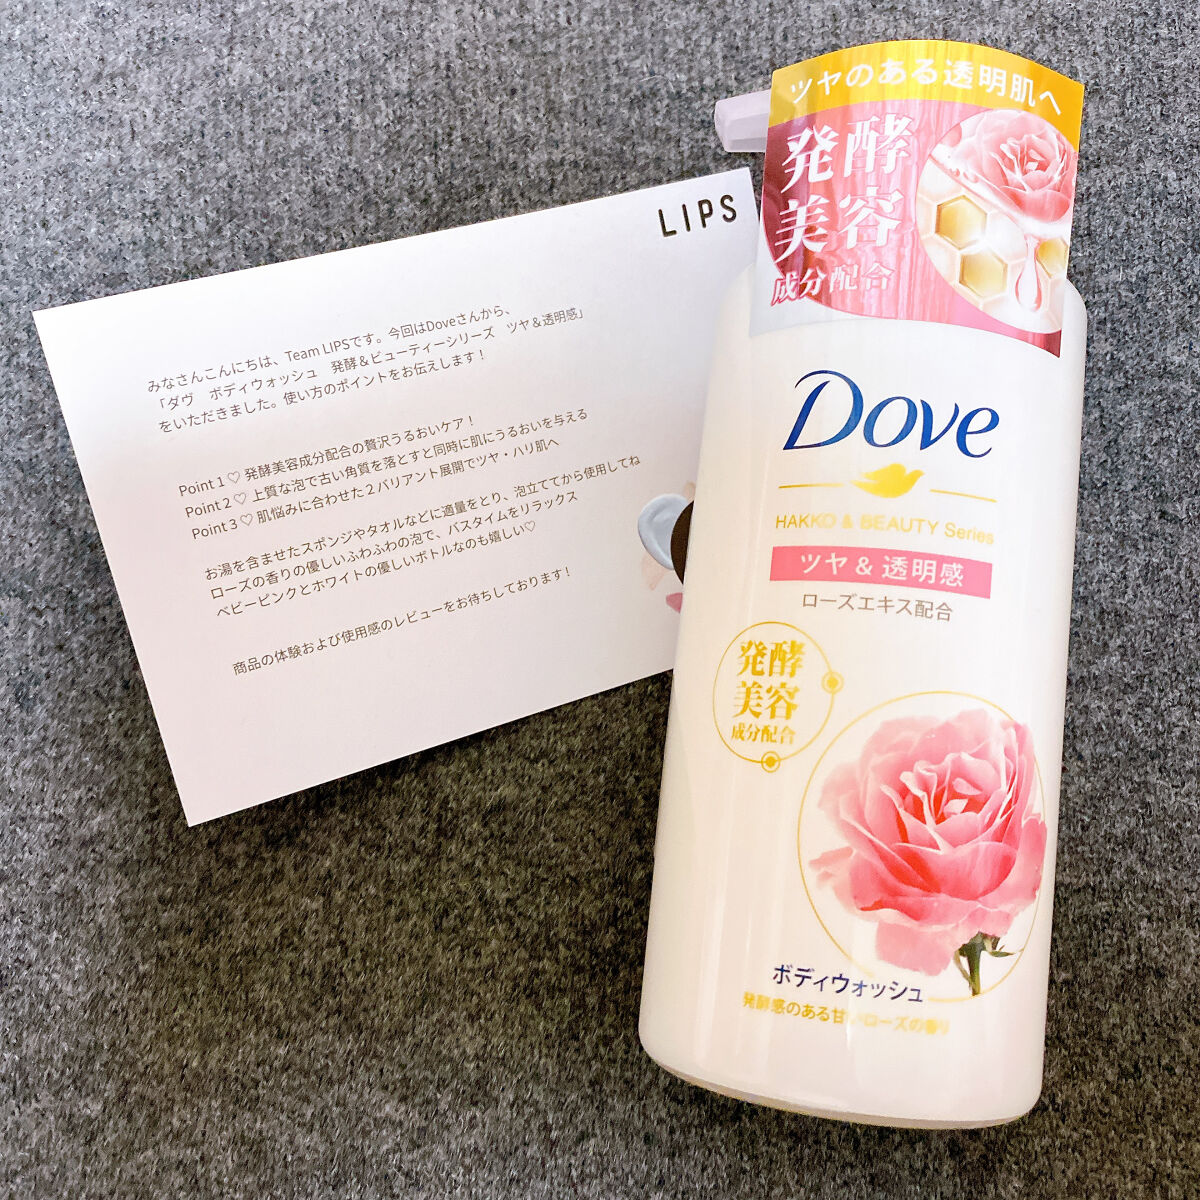 LIPS
みなさんこんにちは、Team LIPSです。今回はDoveさんから、
「ダヴ　ボディウォッシュ　発酵＆ビューティーシリーズ　ツヤ＆透明感」
をいただきました。使い方のポイントをお伝えします！
Point 1 ♡ 発酵美容成分配合の贅沢うるおいケア！
Point 2 ♡ 上質な泡で古い角質を落とすと同時に肌にうるおいを与える
Point 3 ♡ 肌悩みに合わせた２バリアント展開でツヤ・ハリ肌へ
お湯を含ませたスポンジやタオルなどに適量をとり、泡立ててから使用してね
ローズの香りの優しいふわふわの泡で、バスタイムをリラックス
ベビーピンクとホワイトの優しいボトルなのも嬉しい♡
商品の体験および使用感のレビューをお待ちしております！
ツヤのある透明肌へ
発酵
美容
成分配合
Dove
HAKKO & BEAUTY Series
ツヤ & 透明感
ローズエキス配合
発酵
美容
成分配合
ボディウォッシュ
発酵感のある甘いローズの香り